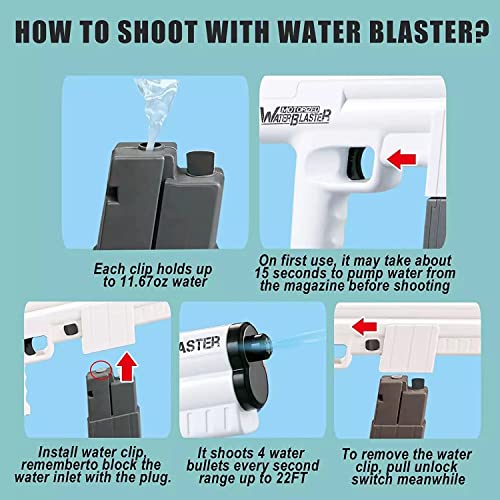 HOW TO SHOOT WITH WATER BLASTER?
MOTORIZED
WATER BLASTER
Each clip holds up
to 11.67oz water
On first use, it may take about
15 seconds to pump water from
the magazine before shooting
BLASTER
Install water clip,
rememberto block the
water inlet with the plug.
It shoots 4 water
bullets every second
range up to 22FT
To remove the water
clip, pull unlock
switch meanwhile